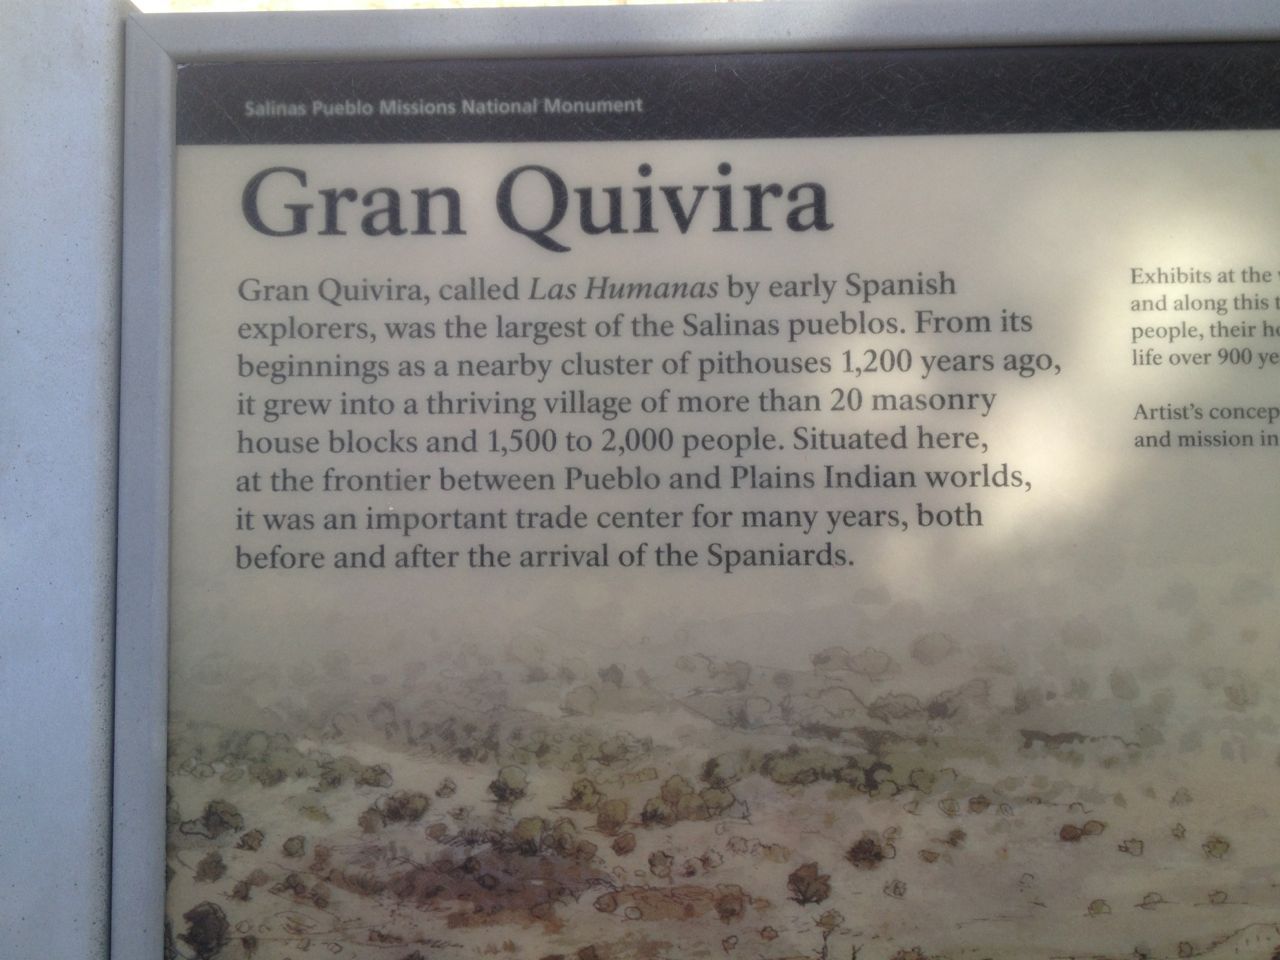 Salinas Pueblo Missions National Monument
Gran Quivira
Gran Quivira, called Las Humanas by early Spanish
explorers, was the largest of the Salinas pueblos. From its
beginnings as a nearby cluster of pithouses 1,200 years ago,
it grew into a thriving village of more than 20 masonry
house blocks and 1,500 to 2,000 people. Situated here,
at the frontier between Pueblo and Plains Indian worlds,
it was an important trade center for many years, both
before and after the arrival of the Spaniards.
Exhibits at the
and along this
people, their
life over 900
Artist's
and mission in